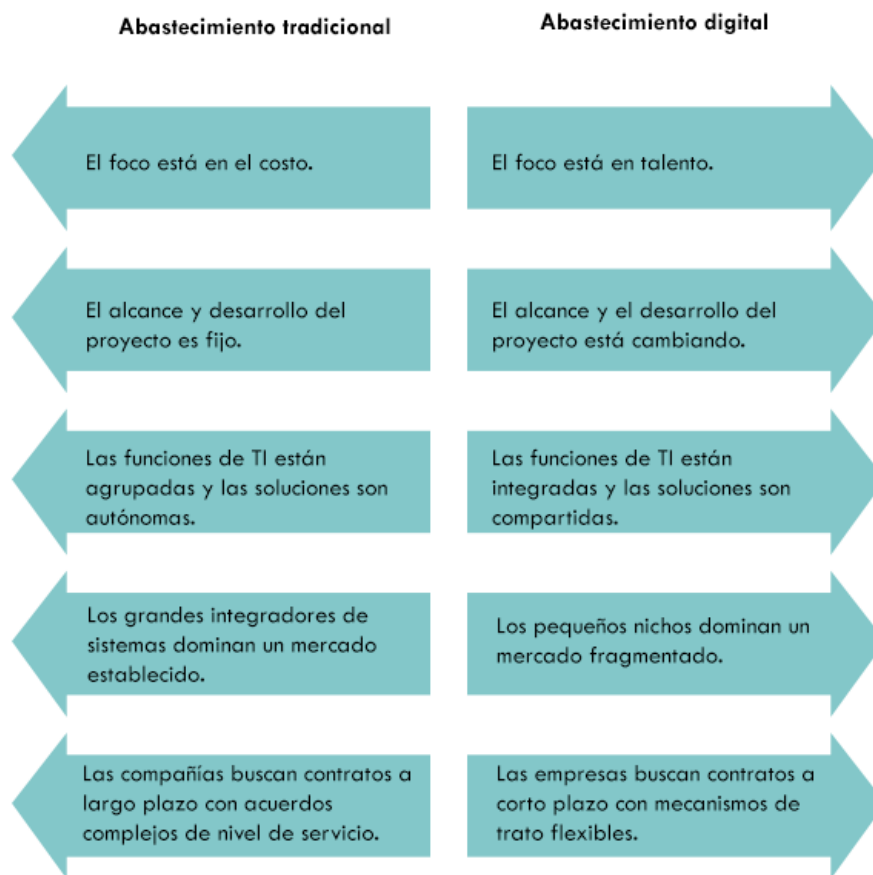 Abastecimiento tradicional
Abastecimiento digital
El foco está en el costo.
El foco está en talento.
El alcance y desarrollo del
proyecto es fijo.
El alcance y el desarrollo del
proyecto está cambiando.
Las funciones de TI están
agrupadas y las soluciones son
autónomas.
Las funciones de TI están
integradas y las soluciones son
compartidas.
Los grandes integradores de
sistemas dominan un mercado
establecido.
Los pequeños nichos dominan un
mercado fragmentado.
Las compañías buscan contratos a
largo plazo con acuerdos
complejos de nivel de servicio.
Las empresas buscan contratos a
corto plazo con mecanismos de
trato flexibles.